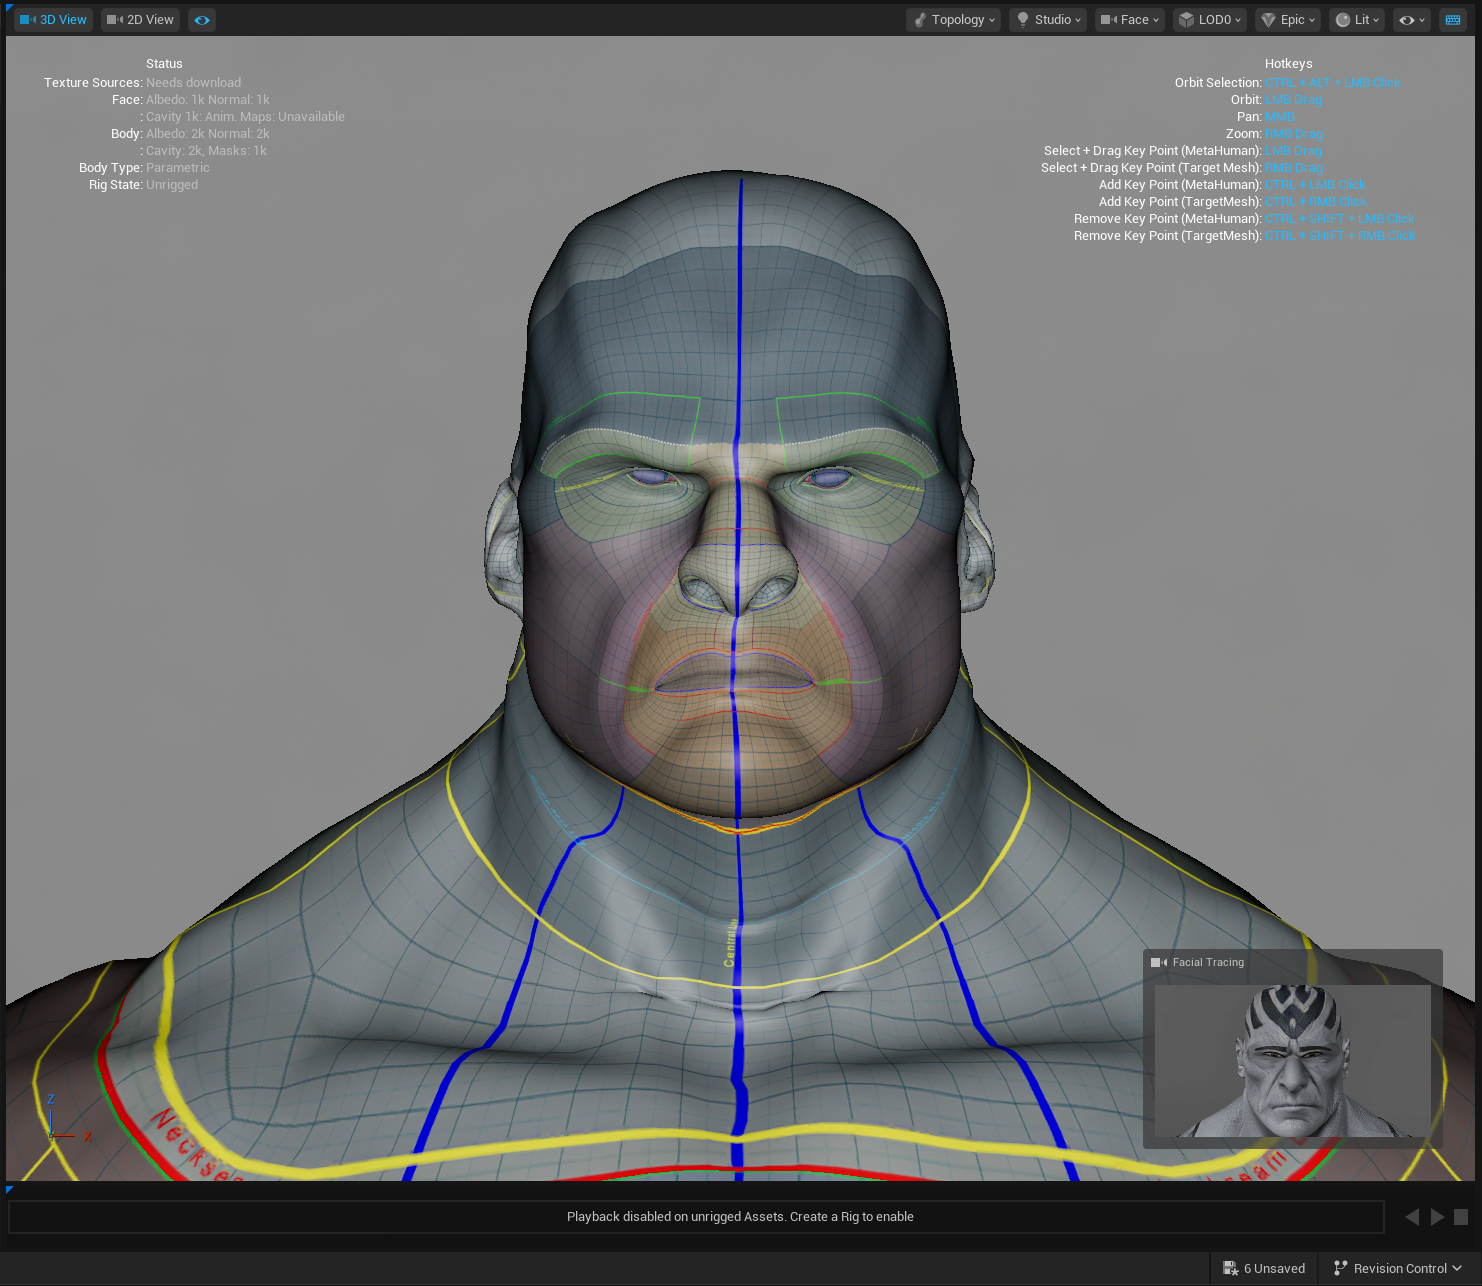 3D View 2D View Topology Studio Face LOD0 Epic Lit
Status
Texture Sources: Needs download
Face: Albedo: 1k Normal: 1k
: Cavity 1k: Anim. Maps: Unavailable
Body: Albedo: 2k Normal: 2k
: Cavity: 2k, Masks: 1k
Body Type: Parametric
Rig State: Unrigged
Hotkeys
Orbit Selection: CTRL + ALT + LMB Click
Orbit: LMB Drag
Pan: MMB
Zoom: RMB Drag
Select + Drag Key Point (MetaHuman): LMB Drag
Select + Drag Key Point (Target Mesh): RMB Drag
Add Key Point (MetaHuman): CTRL + LMB Click
Add Key Point (TargetMesh): CTRL + RMB Click
Remove Key Point (MetaHuman): CTRL + SHIFT + LMB Click
Remove Key Point (TargetMesh): CTRL + SHIFT + RMB Click
Facial Tracing
Z
X
Playback disabled on unrigged Assets. Create a Rig to enable
6 Unsaved Revision Control